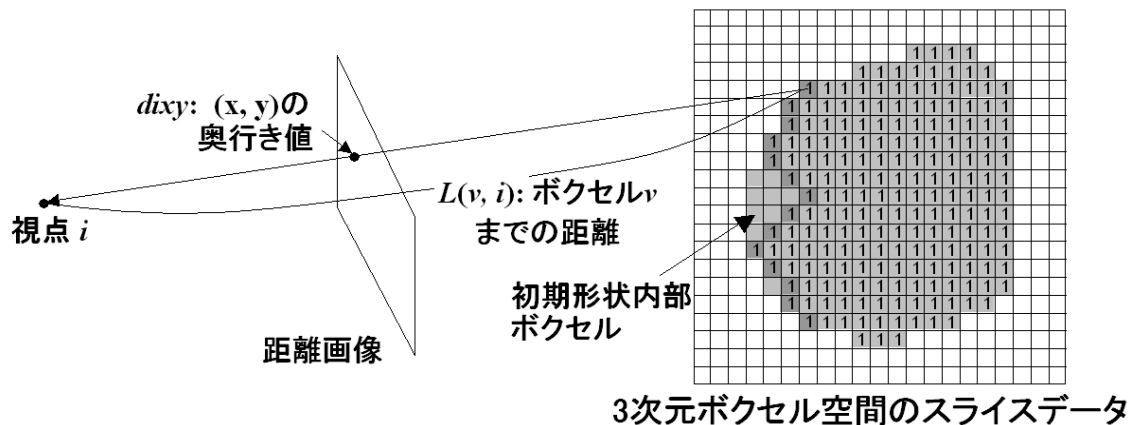 dixy: (x, y)の
奥行き値
視点 i
L(v, i): ボクセルv
までの距離
初期形状内部
ボクセル
距離画像
3次元ボクセル空間のスライスデータ